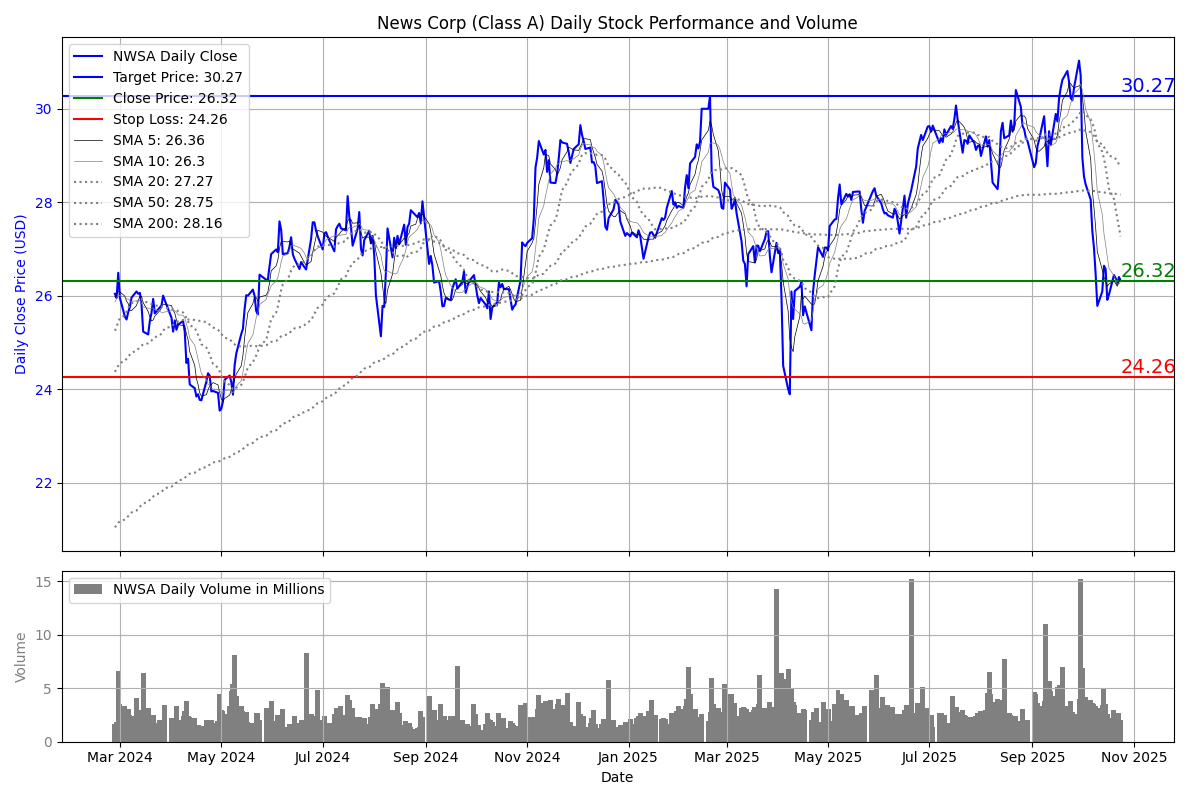 News Corp (Class A) Daily Stock Performance and Volume
NWSA Daily Close
Target Price: 30.27
Close Price: 26.32
Stop Loss: 24.26
SMA 5: 26.36
SMA 10: 26.3
SMA 20: 27.27
SMA 50: 28.75
SMA 200: 28.16
30.27
26.32
24.26
Daily Close Price (USD)
30
28
26
24
22
NWSA Daily Volume in Millions
Volume
15
10
5
0
Mar 2024 May 2024 Jul 2024 Sep 2024 Nov 2024 Jan 2025 Mar 2025 May 2025 Jul 2025 Sep 2025 Nov 2025
Date